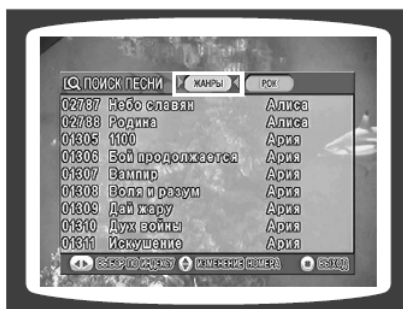 ПОИСК ПЕСНИ ЖАНРЫ РОК
02787 Небо славян Алиса
02788 Родина Алиса
01305 1100 Ария
01306 Бой продолжается Ария
01307 Вампир Ария
01308 Воля и разум Ария
01309 Дай жару Ария
01310 Дух войны Ария
01311 Искушение Ария
ВЫБОР ПО ИНДЕКСУ ИЗМЕНЕНИЕ НОМЕРА ВЫХОД